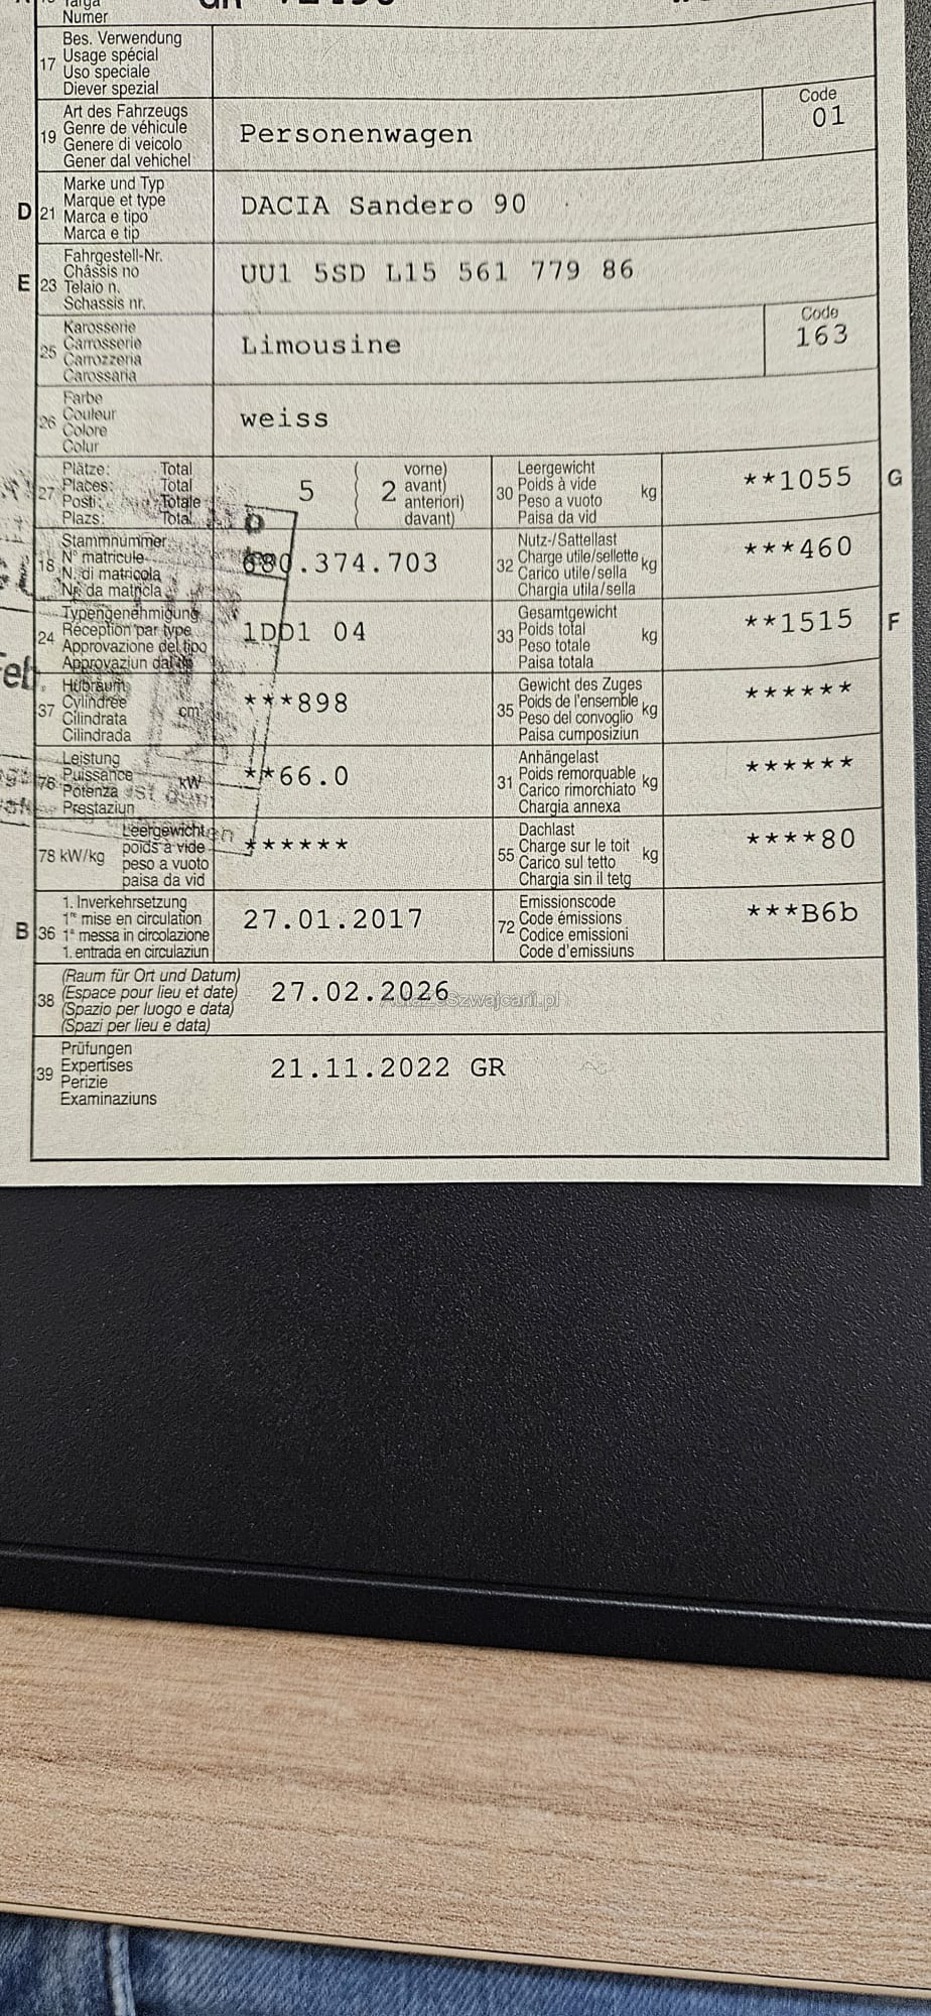 Targa
Numer
17
Bes. Verwendung
Usage spécial
Uso speciale
Diever spezial
19
Art des Fahrzeugs
Genre de véhicule
Genere di veicolo
Gener dal vehichel
Personenwagen
Code
01
D
21
Marke und Typ
Marque et type
Marca e tipo
Marca e tip
DACIA Sandero 90
E
23
Fahrgestell-Nr.
Châssis no
Telaio n.
Schassis nr.
UU1 5SD L15 561 779 86
25
Karosserie
Carrosserie
Carrozzeria
Carossaria
Limousine
Code
163
26
Farbe
Couleur
Colore
Colur
weiss
27
Plätze: Total
Places: Total
Posti: Totale
Plazs: Total
5 ( 2
vorne)
avant)
anteriori)
davant)
30
Leergewicht
Poids à vide
Peso a vuoto
Paisa da vid
kg
**1055
G
18
Stammnummer
N° matricule
N. di matricola
Nr. da matricla
680.374.703
32
Nutz-/Sattellast
Charge utile/sellette
Carico utile/sella
Chargia utila/sella
kg
***460
24
Typengenehmigung
Réception par type
Approvazione del tipo
Approvaziun dal tip
1DD1 04
33
Gesamtgewicht
Poids total
Peso totale
Paisa totala
kg
**1515
F
37
Hubraum
Cylindrée
Cilindrata
Cilindrada
cm³
***898
35
Gewicht des Zuges
Poids de l'ensemble
Peso del convoglio
Paisa cumposiziun
kg
******
76
Leistung
Puissance
Potenza
Prestaziun
kW
**66.0
31
Anhängelast
Poids remorquable
Carico rimorchiato
Chargia annexa
kg
******
78 kW/kg
Leergewicht
poids à vide
peso a vuoto
paisa da vid
******
55
Dachlast
Charge sur le toit
Carico sul tetto
Chargia sin il tetg
kg
****80
B
36
1. Inverkehrsetzung
1re mise en circulation
1a messa in circolazione
1. entrada en circulaziun
27.01.2017
72
Emissionscode
Code émissions
Codice emissioni
Code d'emissiuns
***B6b
38
(Raum für Ort und Datum)
(Espace pour lieu et date)
(Spazio per luogo e data)
(Spazi per lieu e data)
27.02.2026
AutaZeSzwajcarii.pl
39
Prüfungen
Expertises
Perizie
Examinaziuns
21.11.2022 GR